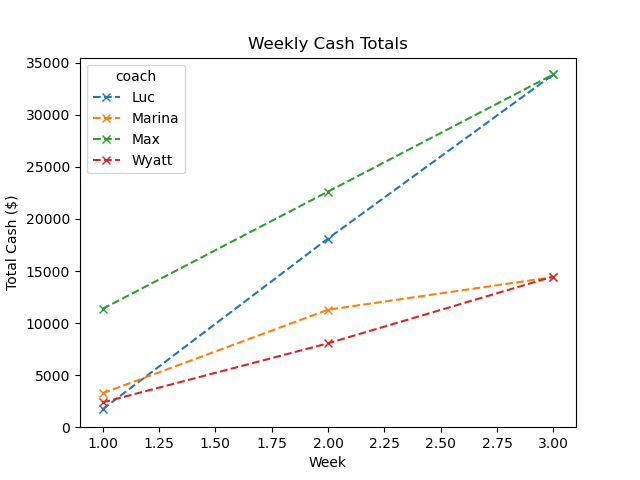 Weekly Cash Totals
coach
Luc
Marina
Max
Wyatt
Total Cash ($)
35000
30000
25000
20000
15000
10000
5000
0
1.00 1.25 1.50 1.75 2.00 2.25 2.50 2.75 3.00
Week